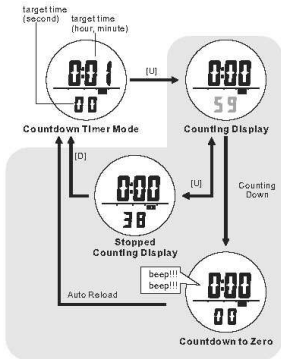 target time
(second)
target time
(hour, minute)
0:01
00
[U]
0:00
59
Countdown Timer Mode
Counting Display
[D]
[U]
0:00
38
Stopped
Counting Display
Counting
Down
beep!!!
beep!!!
0:00
00
Auto Reload
Countdown to Zero